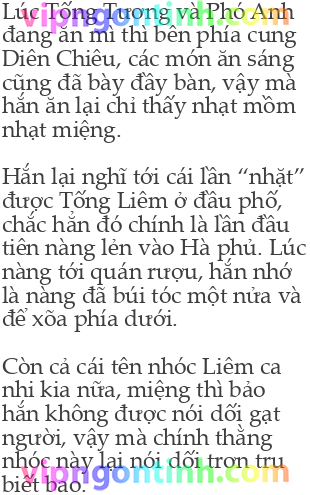 Lúc Tống Tương và Phó Anh
vipngontinh.com
đang ăn mì thì bên phía cung
Diên Chiêu, các món ăn sáng
cũng đã bày đầy bàn, vậy mà
hắn ăn lại chỉ thấy nhạt mồm
nhạt miệng.
Hắn lại nghĩ tới cái lần “nhặt”
được Tống Liêm ở đầu phố,
chắc hẳn đó chính là lần đầu
tiên nàng lẻn vào Hà phủ. Lúc
nàng tới quán rượu, hắn nhớ
là nàng đã búi tóc một nửa và
để xõa phía dưới.
Còn cả cái tên nhóc Liêm ca
nhi kia nữa, miệng thì bảo
hắn không được nói dối gạt
người, vậy mà chính thằng
nhóc này lại nói dối trơn tru
vipngontinh.com
biết bao.